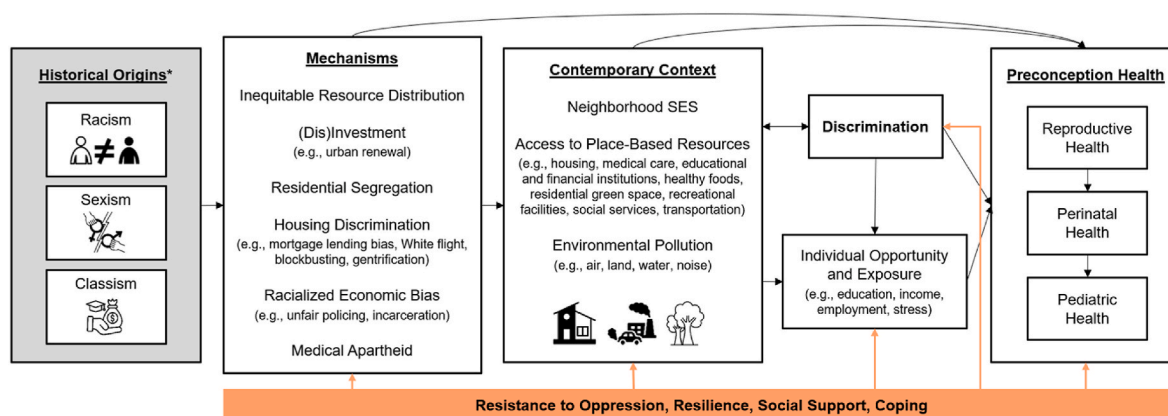 Historical Origins*
Racism
Sexism
Classism
Mechanisms
Inequitable Resource Distribution
(Dis)Investment
(e.g., urban renewal)
Residential Segregation
Housing Discrimination
(e.g., mortgage lending bias, White flight,
blockbusting, gentrification)
Racialized Economic Bias
(e.g., unfair policing, incarceration)
Medical Apartheid
Contemporary Context
Neighborhood SES
Access to Place-Based Resources
(e.g., housing, medical care, educational
and financial institutions, healthy foods,
residential green space, recreational
facilities, social services, transportation)
Environmental Pollution
(e.g., air, land, water, noise)
Discrimination
Individual Opportunity
and Exposure
(e.g., education, income,
employment, stress)
Preconception Health
Reproductive
Health
Perinatal
Health
Pediatric
Health
Resistance to Oppression, Resilience, Social Support, Coping